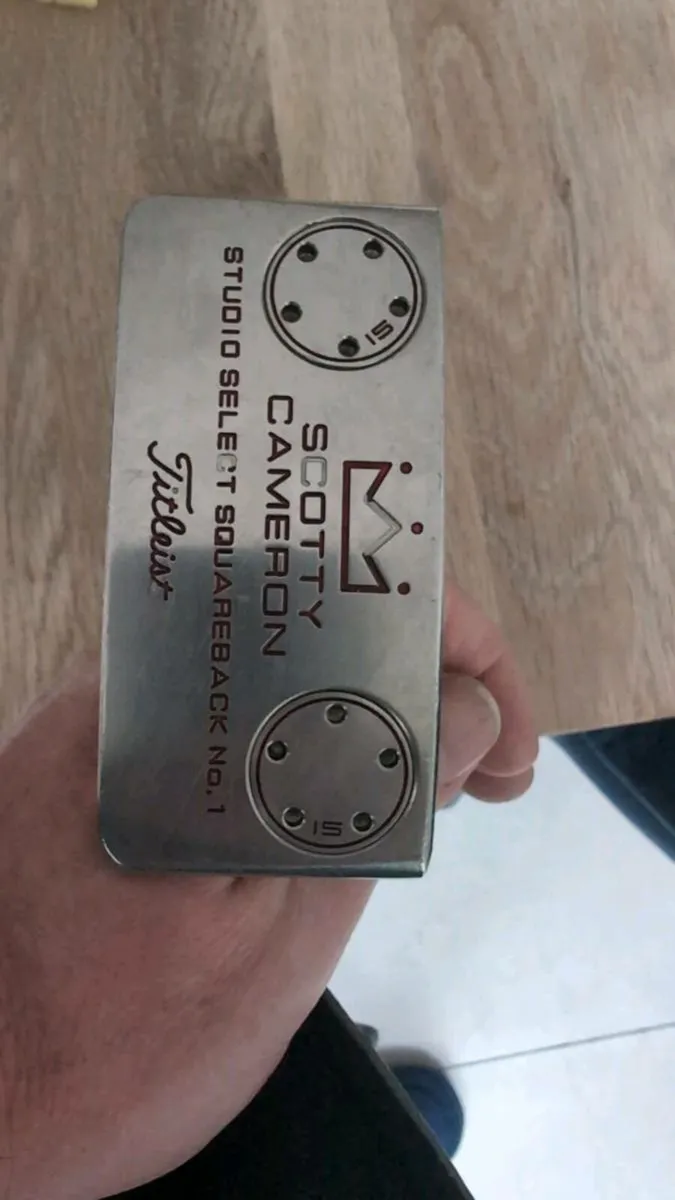 SCOTTY
CAMERON
STUDIO SELECT SQUAREBACK No. 1
Titleist
15
15